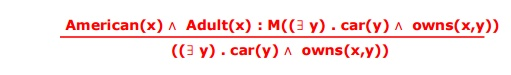 American(x) ∧ Adult(x) : M((∃ y) . car(y) ∧ owns(x,y))
((∃ y) . car(y) ∧ owns(x,y))